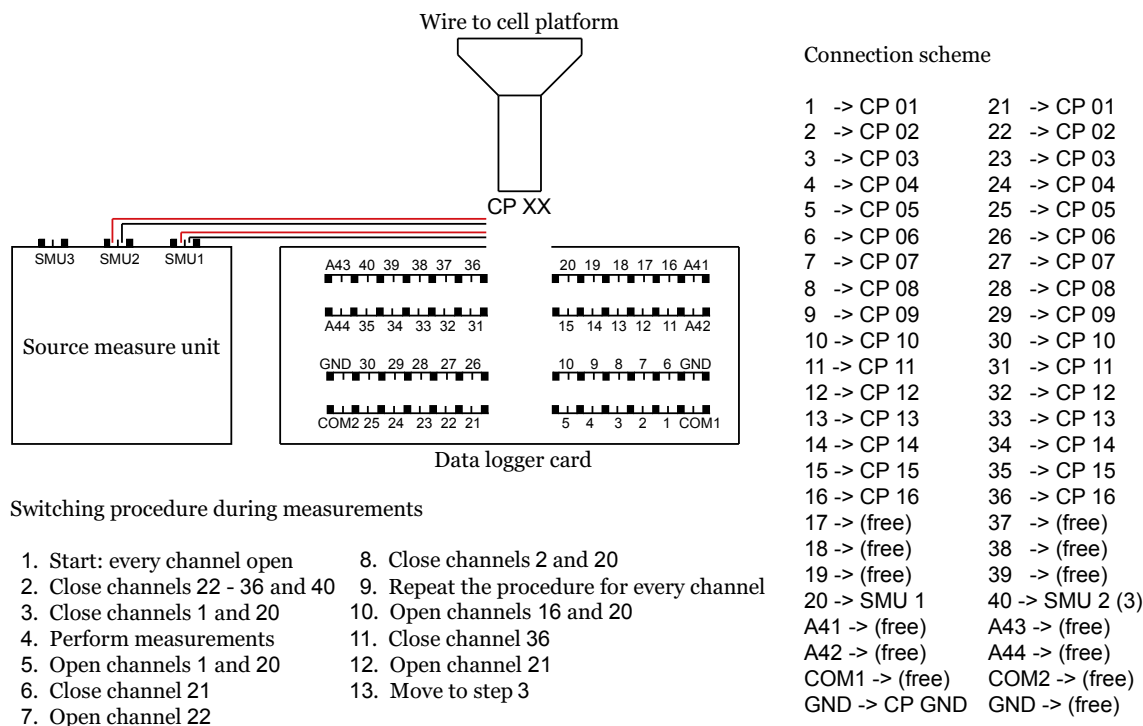 Wire to cell platform
CP XX
SMU3 SMU2 SMU1
Source measure unit
A43 40 39 38 37 36 20 19 18 17 16 A41
A44 35 34 33 32 31 15 14 13 12 11 A42
GND 30 29 28 27 26 10 9 8 7 6 GND
COM2 25 24 23 22 21 5 4 3 2 1 COM1
Data logger card
Connection scheme
1 -> CP 01 21 -> CP 01
2 -> CP 02 22 -> CP 02
3 -> CP 03 23 -> CP 03
4 -> CP 04 24 -> CP 04
5 -> CP 05 25 -> CP 05
6 -> CP 06 26 -> CP 06
7 -> CP 07 27 -> CP 07
8 -> CP 08 28 -> CP 08
9 -> CP 09 29 -> CP 09
10 -> CP 10 30 -> CP 10
11 -> CP 11 31 -> CP 11
12 -> CP 12 32 -> CP 12
13 -> CP 13 33 -> CP 13
14 -> CP 14 34 -> CP 14
15 -> CP 15 35 -> CP 15
16 -> CP 16 36 -> CP 16
17 -> (free) 37 -> (free)
18 -> (free) 38 -> (free)
19 -> (free) 39 -> (free)
20 -> SMU 1 40 -> SMU 2 (3)
A41 -> (free) A43 -> (free)
A42 -> (free) A44 -> (free)
COM1 -> (free) COM2 -> (free)
GND -> CP GND GND -> (free)
Switching procedure during measurements
1. Start: every channel open
2. Close channels 22 - 36 and 40
3. Close channels 1 and 20
4. Perform measurements
5. Open channels 1 and 20
6. Close channel 21
7. Open channel 22
8. Close channels 2 and 20
9. Repeat the procedure for every channel
10. Open channels 16 and 20
11. Close channel 36
12. Open channel 21
13. Move to step 3